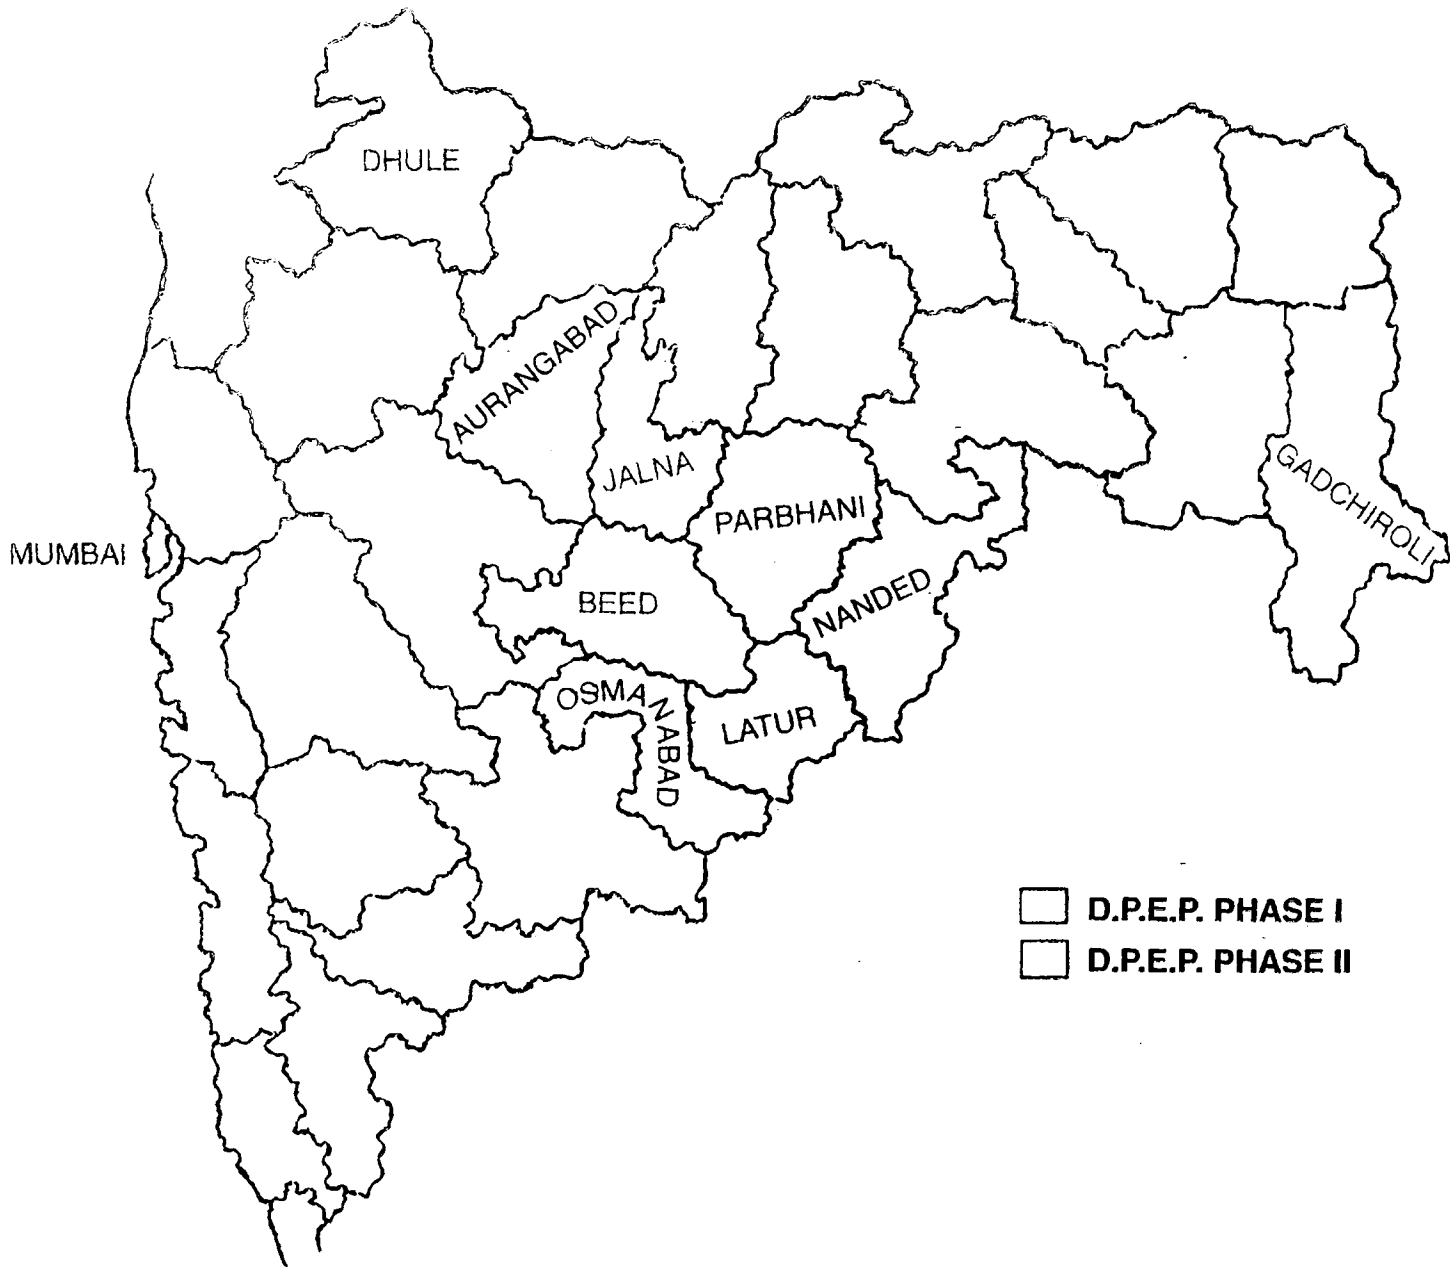 DHULE
AURANGABAD
JALNA
PARBHANI
GADCHIROLI
MUMBAI
BEED
NANDED
OSMANABAD
LATUR
D.P.E.P. PHASE I
D.P.E.P. PHASE II